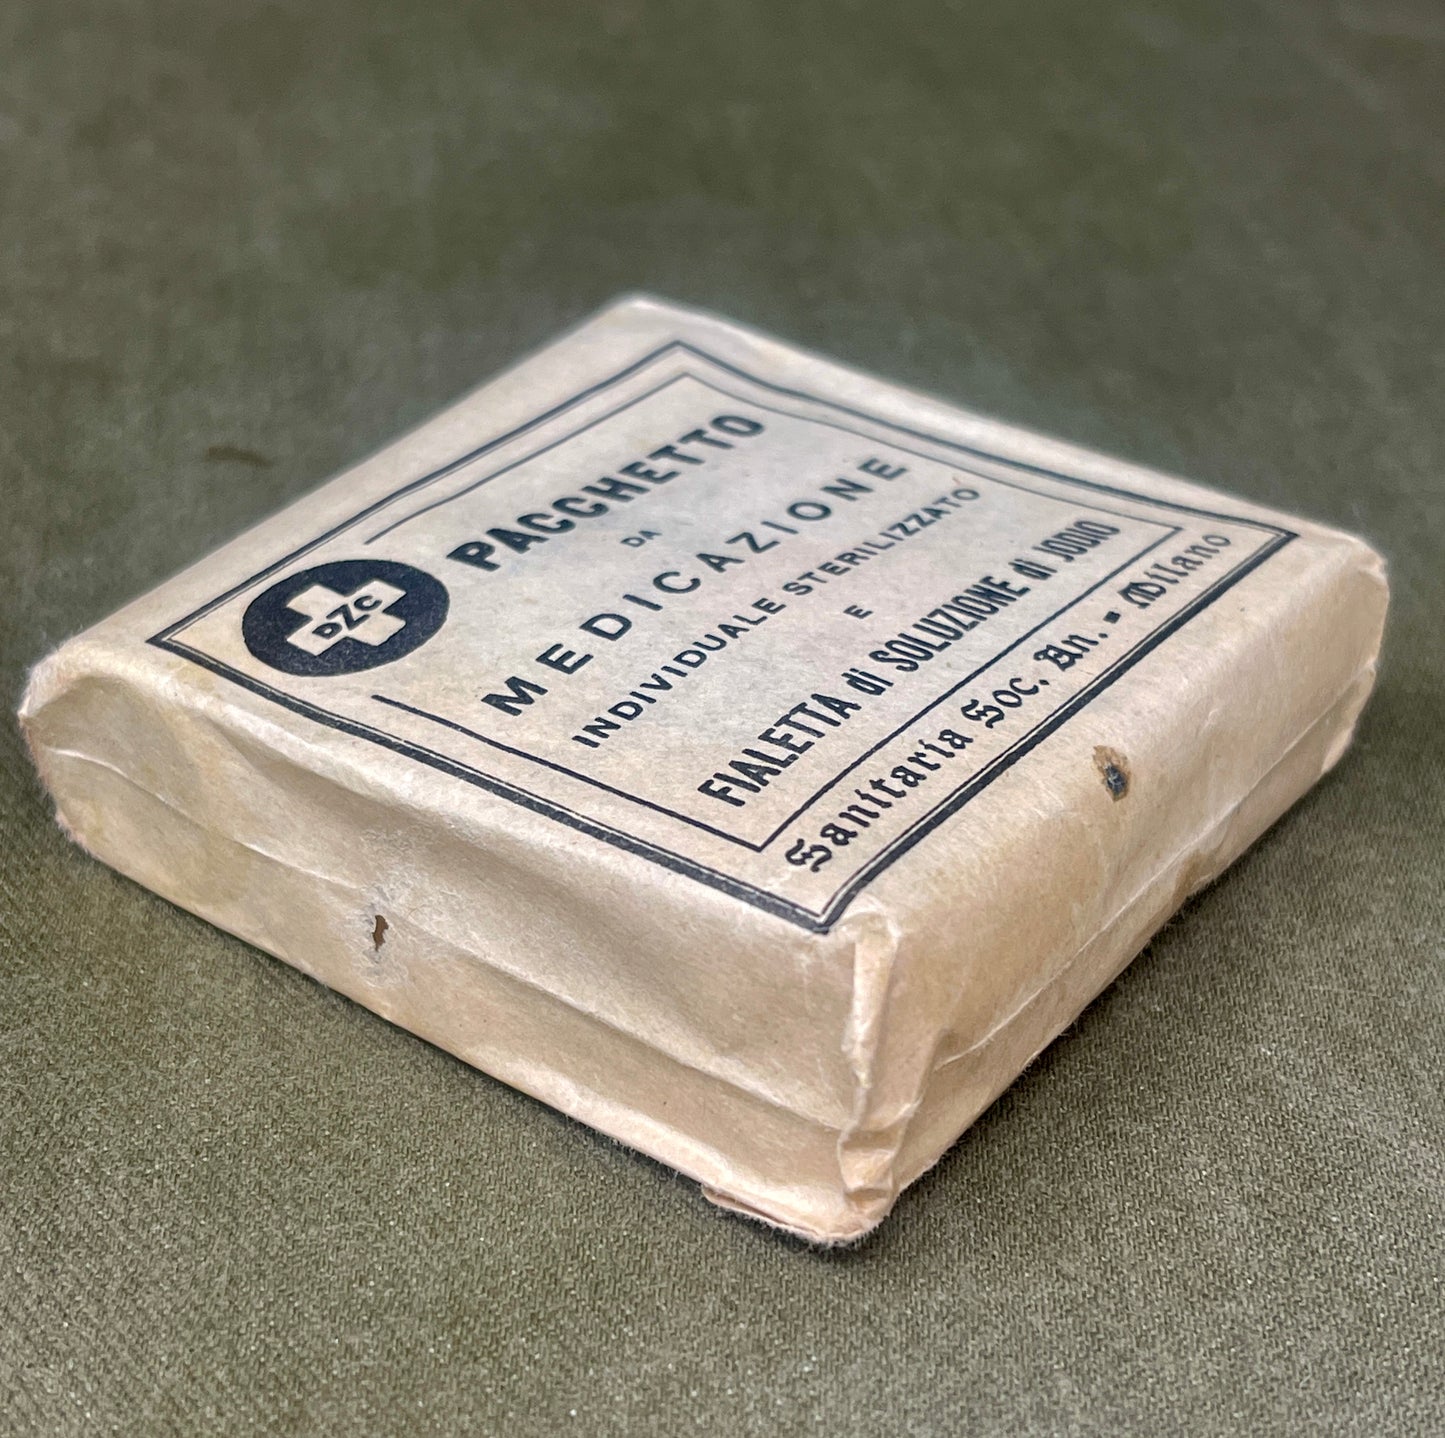 DZC
PACCHETTO
DA
MEDICAZIONE
INDIVIDUALE STERILIZZATO
E
FIALETTA di SOLUZIONE di JODIO
Sanitaria Soc. An. - Milano